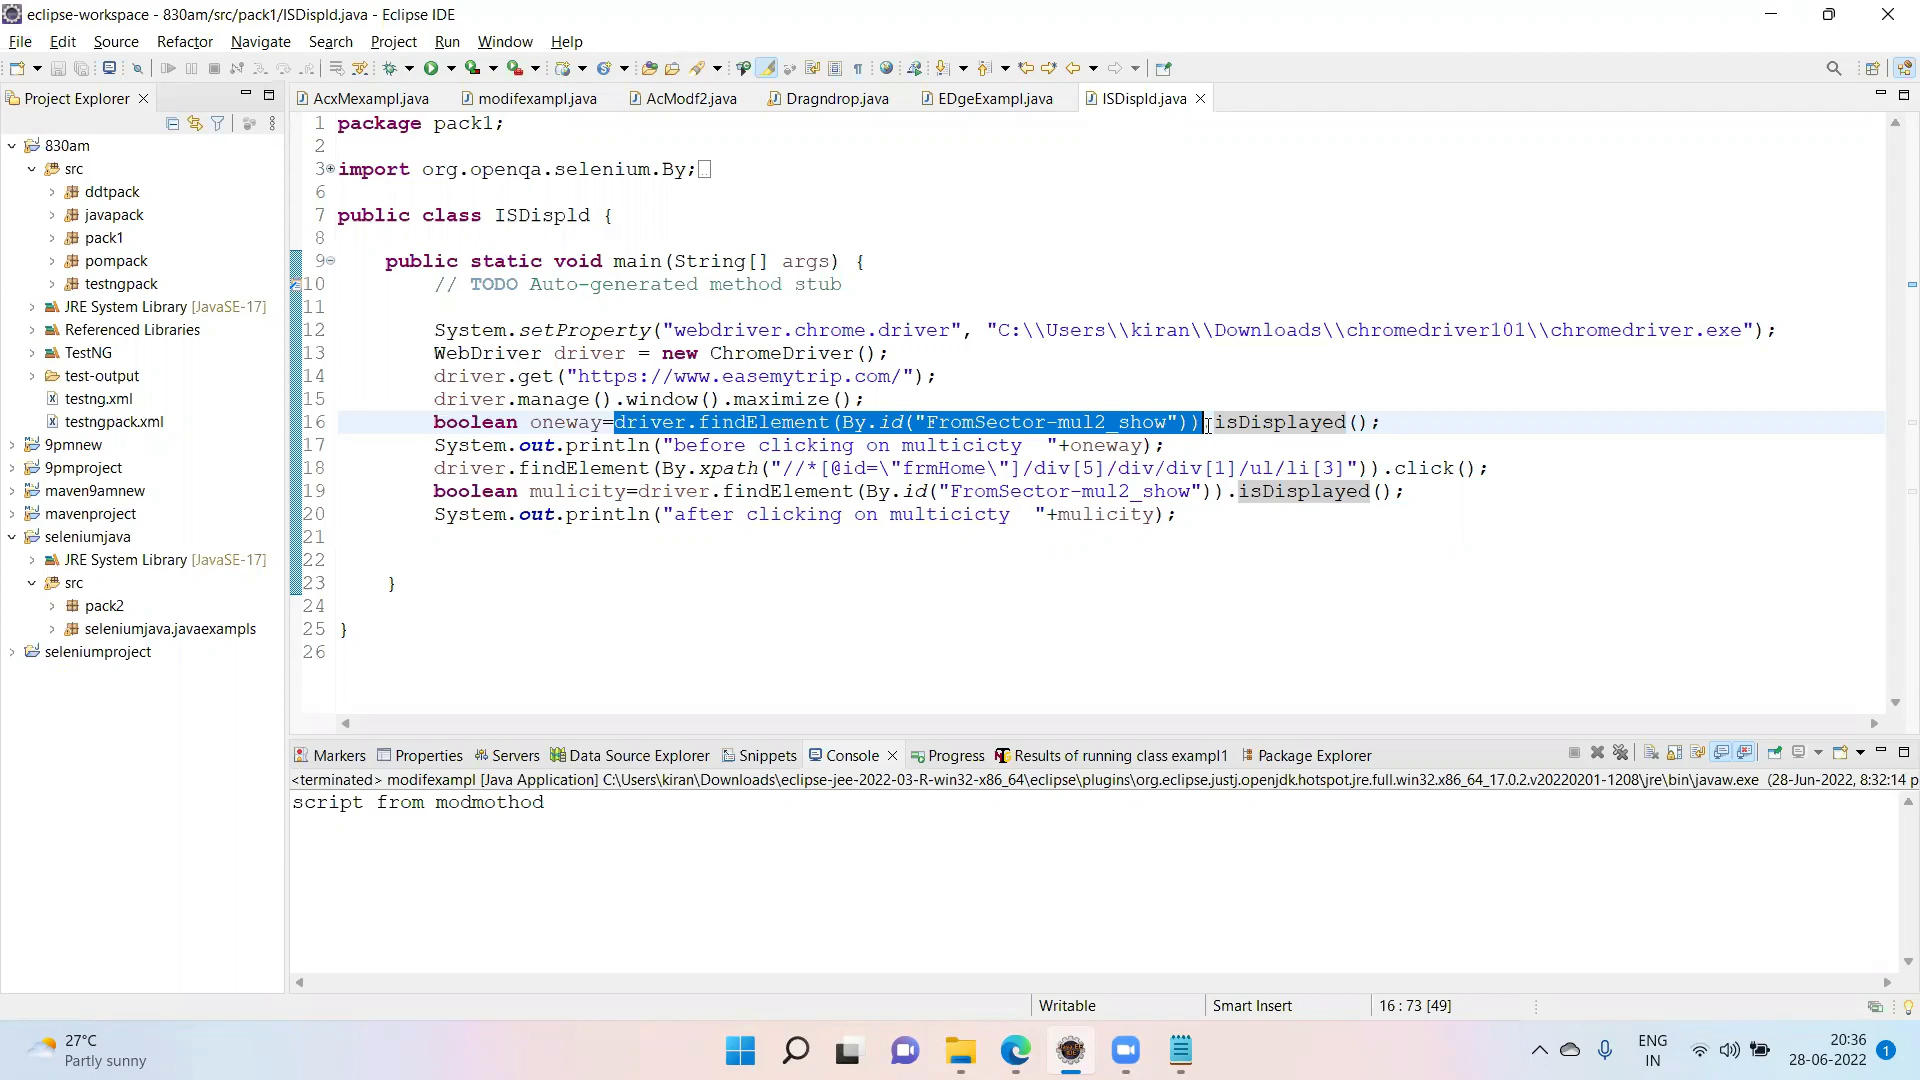 eclipse-workspace - 830am/src/pack1/ISDispld.java - Eclipse IDE
File Edit Source Refactor Navigate Search Project Run Window Help
Project Explorer
AcxMexampl.java modifexampl.java AcModf2.java Dragndrop.java EDgeExampl.java ISDispld.java
830am
src
ddtpack
javapack
pack1
pompack
testngpack
JRE System Library [JavaSE-17]
Referenced Libraries
TestNG
test-output
testng.xml
testngpack.xml
9pmnew
9pmproject
maven9amnew
mavenproject
seleniumjava
JRE System Library [JavaSE-17]
src
pack2
seleniumjava.javaexampls
seleniumproject
1 package pack1;
2
3 import org.openqa.selenium.By;
6
7 public class ISDispld {
8
9 public static void main(String[] args) {
10 // TODO Auto-generated method stub
11
12 System.setProperty("webdriver.chrome.driver", "C:\\Users\\kiran\\Downloads\\chromedriver101\\chromedriver.exe");
13 WebDriver driver = new ChromeDriver();
14 driver.get("https://www.easemytrip.com/");
15 driver.manage().window().maximize();
16 boolean oneway=driver.findElement(By.id("FromSector-mul2_show")).isDisplayed();
17 System.out.println("before clicking on multicicty  "+oneway);
18 driver.findElement(By.xpath("//*[@id=\"frmHome\"]/div[5]/div/div[1]/ul/li[3]")).click();
19 boolean mulicity=driver.findElement(By.id("FromSector-mul2_show")).isDisplayed();
20 System.out.println("after clicking on multicicty  "+mulicity);
21
22
23 }
24
25 }
26
Markers Properties Servers Data Source Explorer Snippets Console Progress Results of running class exampl1 Package Explorer
<terminated> modifexampl [Java Application] C:\Users\kiran\Downloads\eclipse-jee-2022-03-R-win32-x86_64\eclipse\plugins\org.eclipse.justj.openjdk.hotspot.jre.full.win32.x86_64_17.0.2.v20220201-1208\jre\bin\javaw.exe (28-Jun-2022, 8:32:14 p
script from modmothod
Writable Smart Insert 16 : 73 [49]
27°C
Partly sunny
ENG
IN
20:36
28-06-2022
1